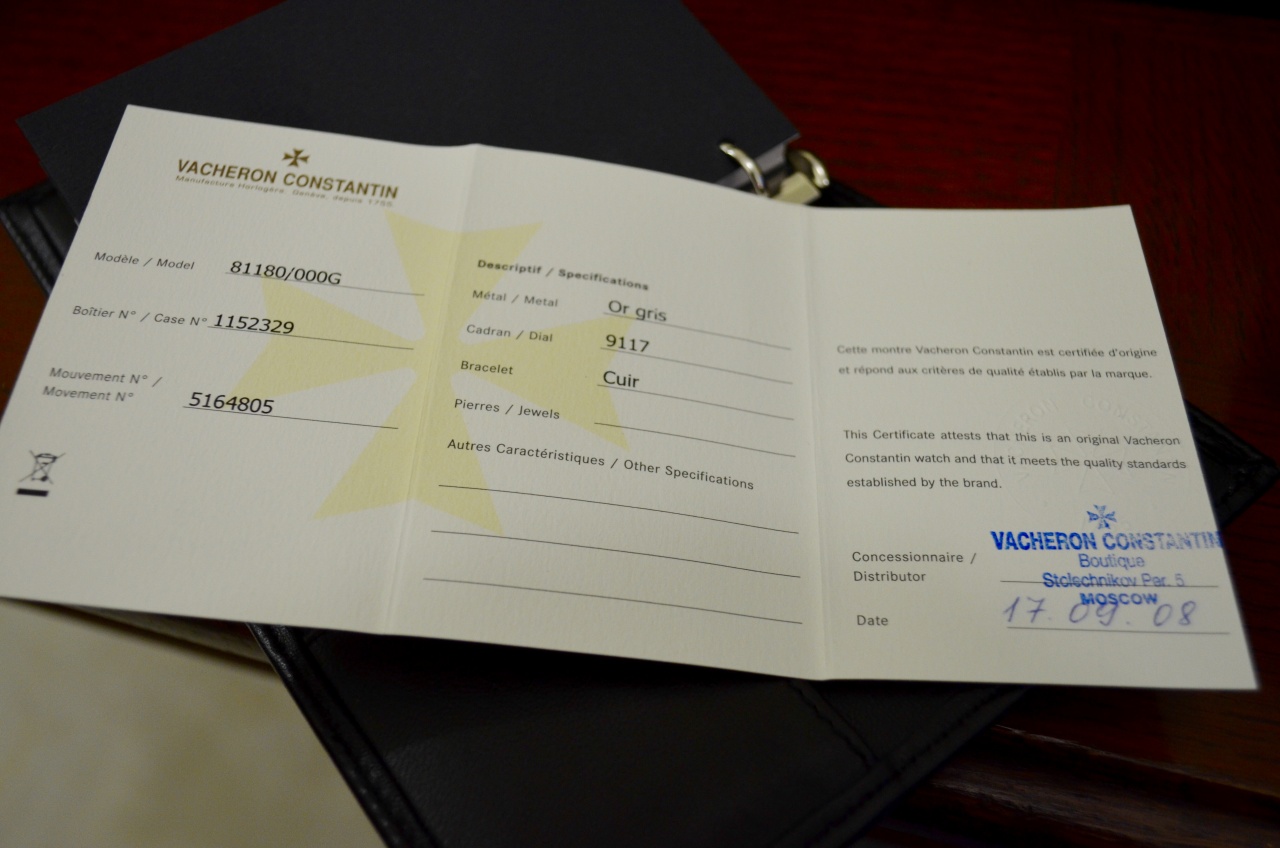 VACHERON CONSTANTIN
Manufacture Horlogère, Genève, depuis 1755.
Modèle / Model 81180/000G
Boîtier N° / Case N° 1152329
Mouvement N° /
Movement N° 5164805
Descriptif / Specifications
Métal / Metal Or gris
Cadran / Dial 9117
Bracelet Cuir
Pierres / Jewels
Autres Caractéristiques / Other Specifications
Cette montre Vacheron Constantin est certifiée d'origine
et répond aux critères de qualité établis par la marque.
This Certificate attests that this is an original Vacheron
Constantin watch and that it meets the quality standards
established by the brand.
Concessionnaire /
Distributor
VACHERON CONSTANTIN
Boutique
Stoleschnikov Per. 5
MOSCOW
Date 17. 09. 08